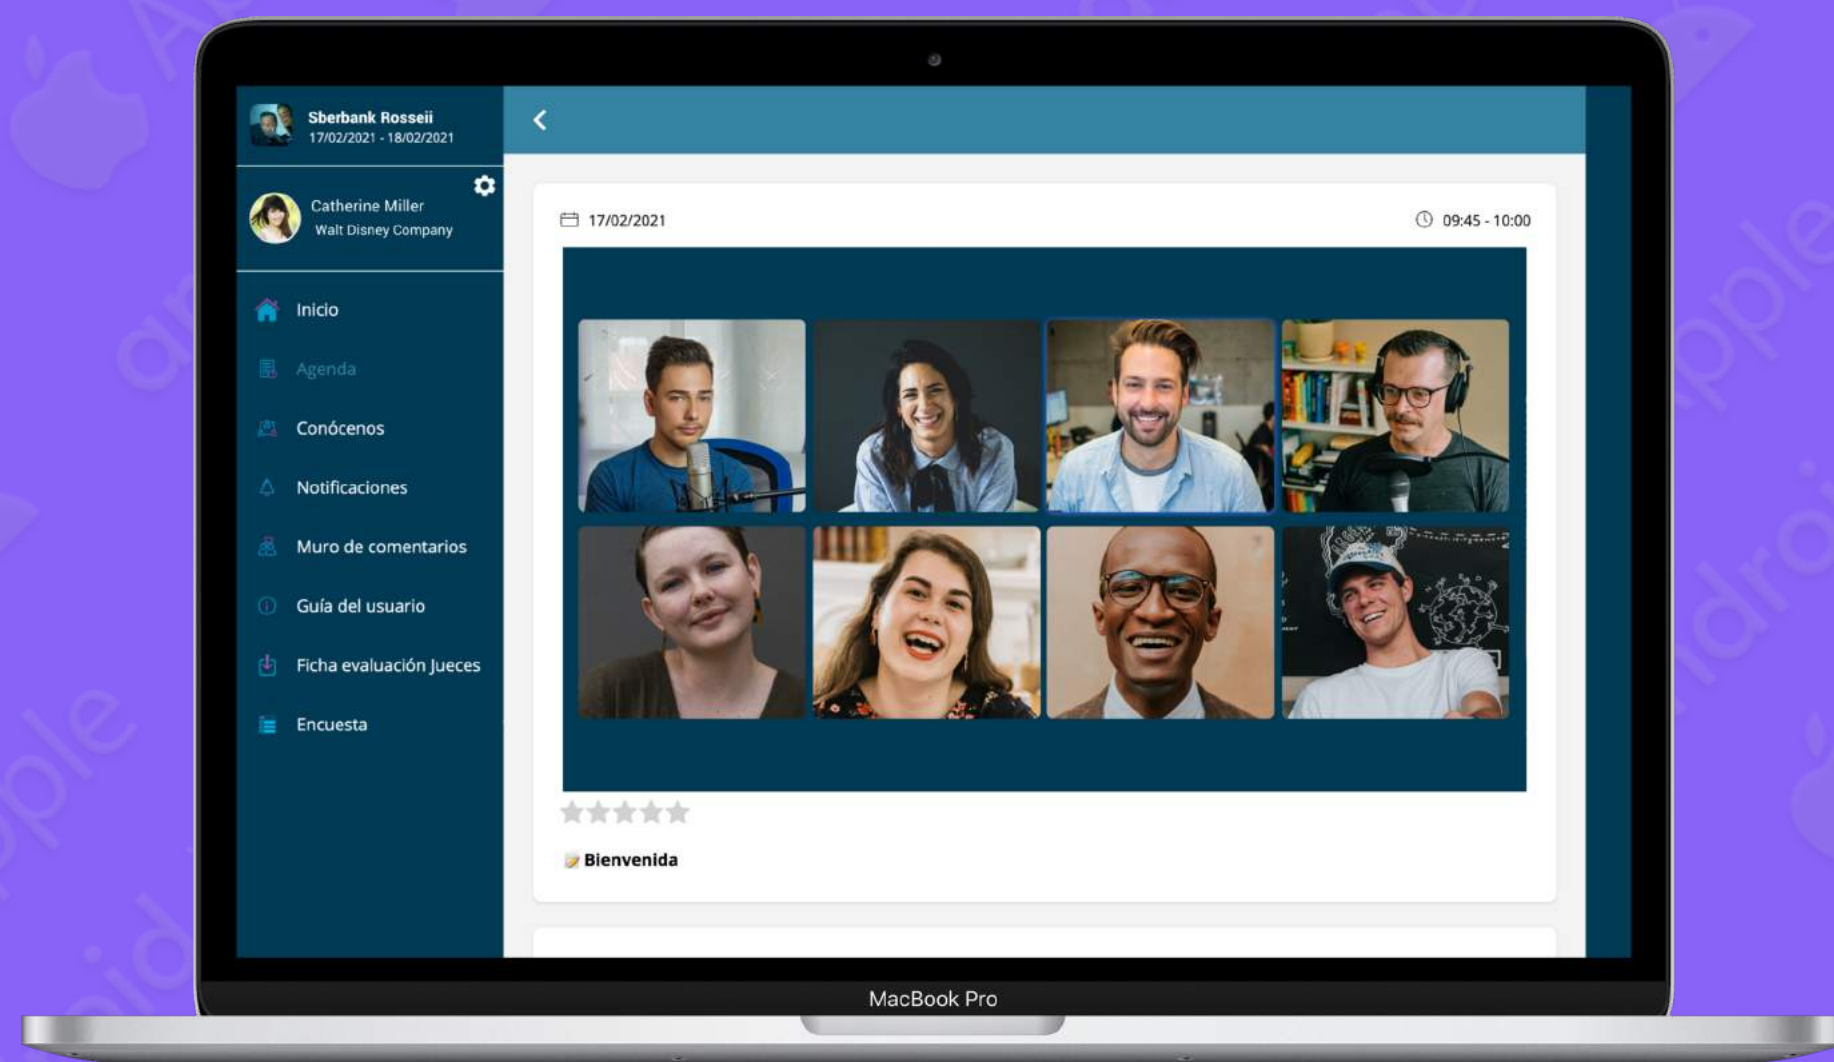 Sberbank Rosseii
17/02/2021 - 18/02/2021
Catherine Miller
Walt Disney Company
Inicio
Agenda
Conócenos
Notificaciones
Muro de comentarios
Guía del usuario
Ficha evaluación Jueces
Encuesta
17/02/2021
09:45 - 10:00
Bienvenida
MacBook Pro